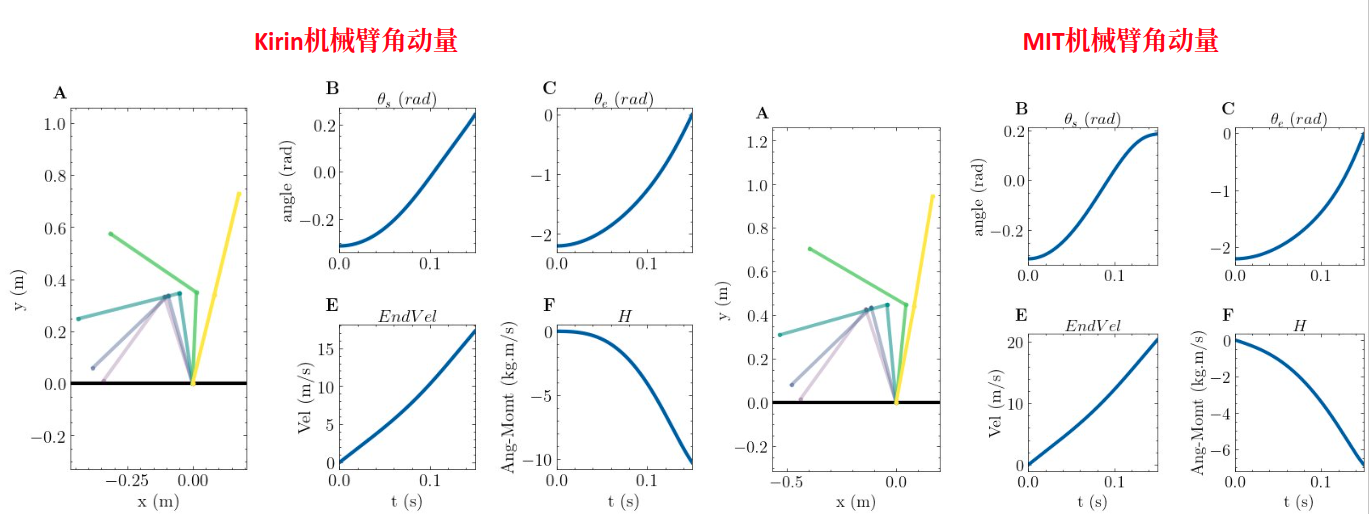 Kirin机械臂角动量
A
1.0
0.8
0.6
0.4
0.2
0.0
−0.2
y (m)
−0.25
0.00
x (m)
B
θs (rad)
angle (rad)
0.2
0.0
−0.2
0.0
0.1
C
θe (rad)
0
−1
−2
0.0
0.1
E
EndVel
Vel (m/s)
15
10
5
0
0.0
0.1
t (s)
F
H
Ang-Momt (kg.m/s)
0
−5
−10
0.0
0.1
t (s)
MIT机械臂角动量
A
1.2
1.0
0.8
0.6
0.4
0.2
0.0
−0.2
y (m)
−0.5
0.0
x (m)
B
θs (rad)
angle (rad)
0.2
0.0
−0.2
0.0
0.1
C
θe (rad)
0
−1
−2
0.0
0.1
E
EndVel
Vel (m/s)
20
10
0
0.0
0.1
t (s)
F
H
Ang-Momt (kg.m/s)
0
−2
−4
−6
0.0
0.1
t (s)